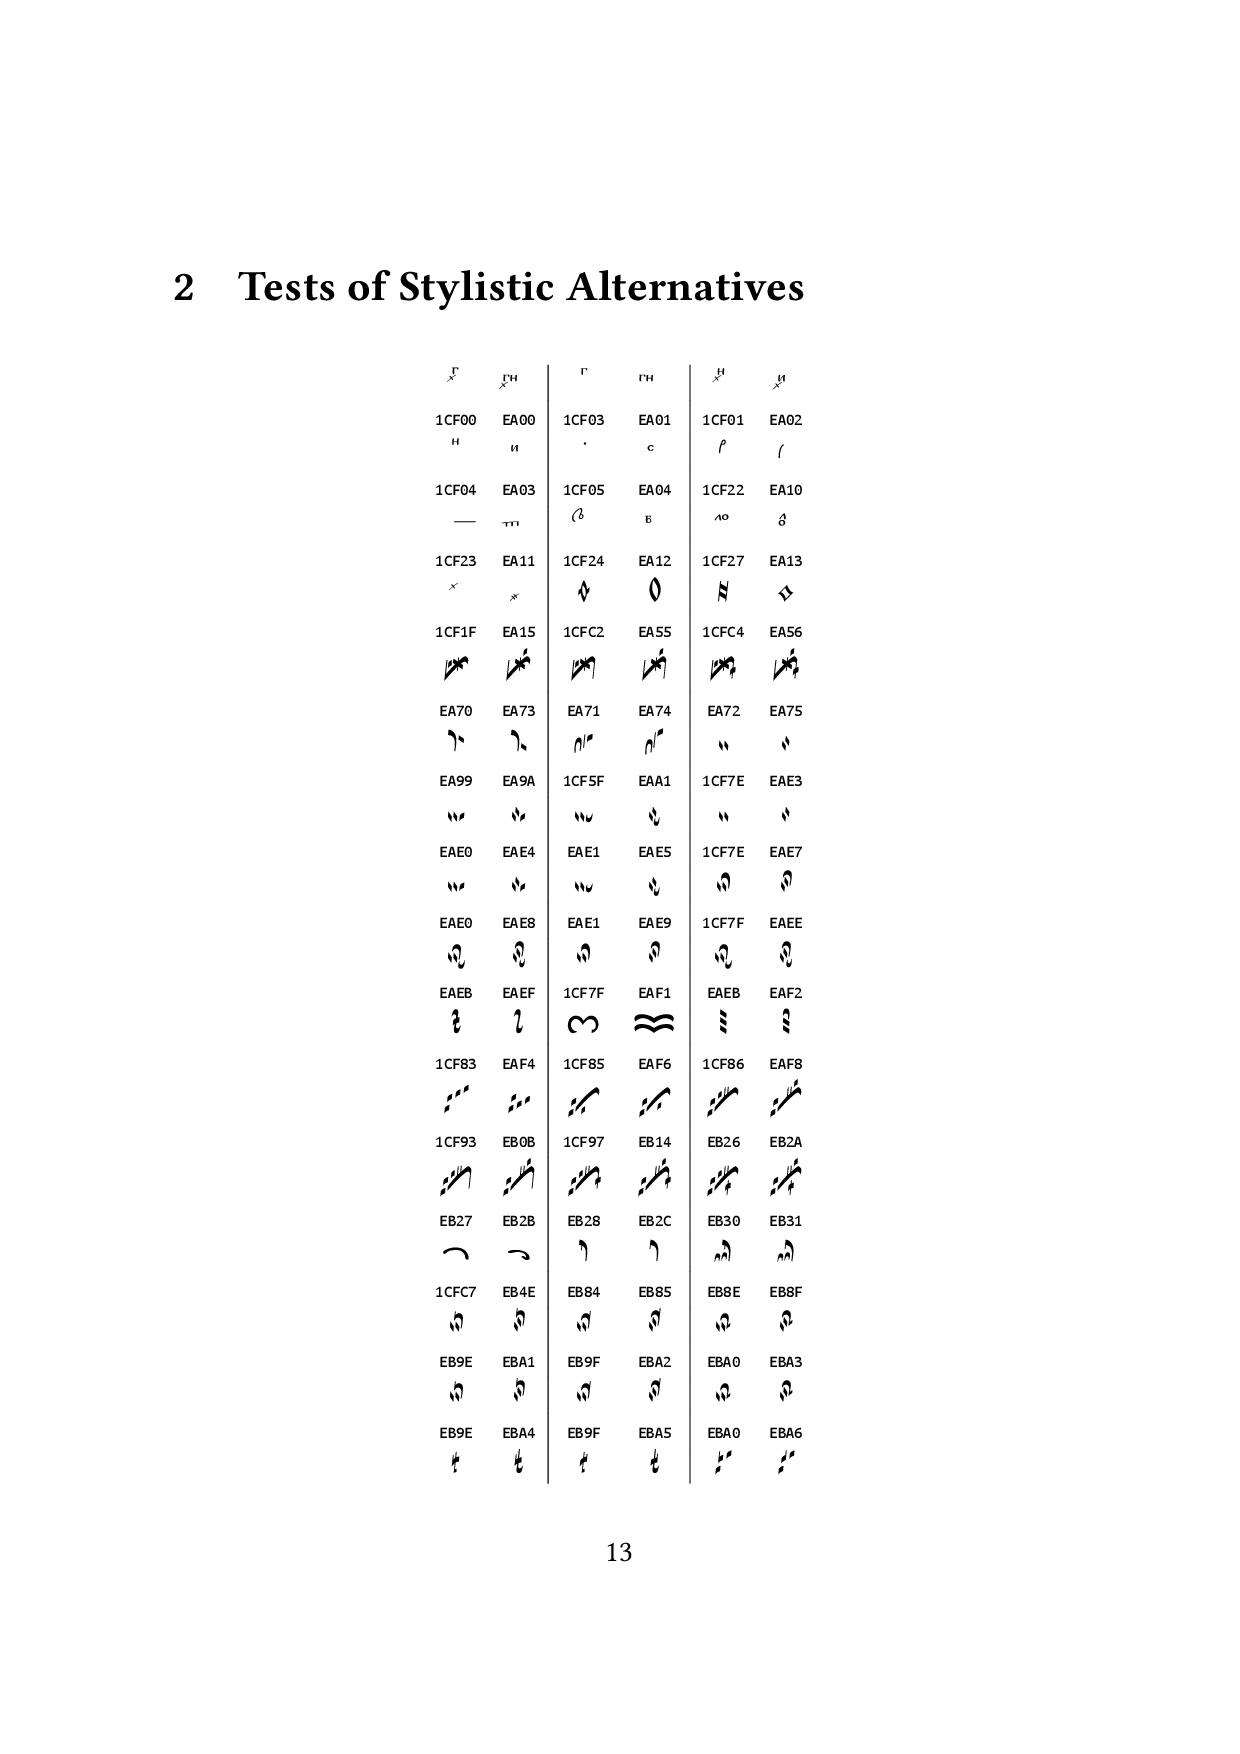 2 Tests of Stylistic Alternatives
1CF00 EA00 1CF03 EA01 1CF01 EA02
1CF04 EA03 1CF05 EA04 1CF22 EA10
1CF23 EA11 1CF24 EA12 1CF27 EA13
1CF1F EA15 1CFC2 EA55 1CFC4 EA56
EA70 EA73 EA71 EA74 EA72 EA75
EA99 EA9A 1CF5F EAA1 1CF7E EAE3
EAE0 EAE4 EAE1 EAE5 1CF7E EAE7
EAE0 EAE8 EAE1 EAE9 1CF7F EAEE
EAEB EAEF 1CF7F EAF1 EAEB EAF2
1CF83 EAF4 1CF85 EAF6 1CF86 EAF8
1CF93 EB0B 1CF97 EB14 EB26 EB2A
EB27 EB2B EB28 EB2C EB30 EB31
1CFC7 EB4E EB84 EB85 EB8E EB8F
EB9E EBA1 EB9F EBA2 EBA0 EBA3
EB9E EBA4 EB9F EBA5 EBA0 EBA6
13